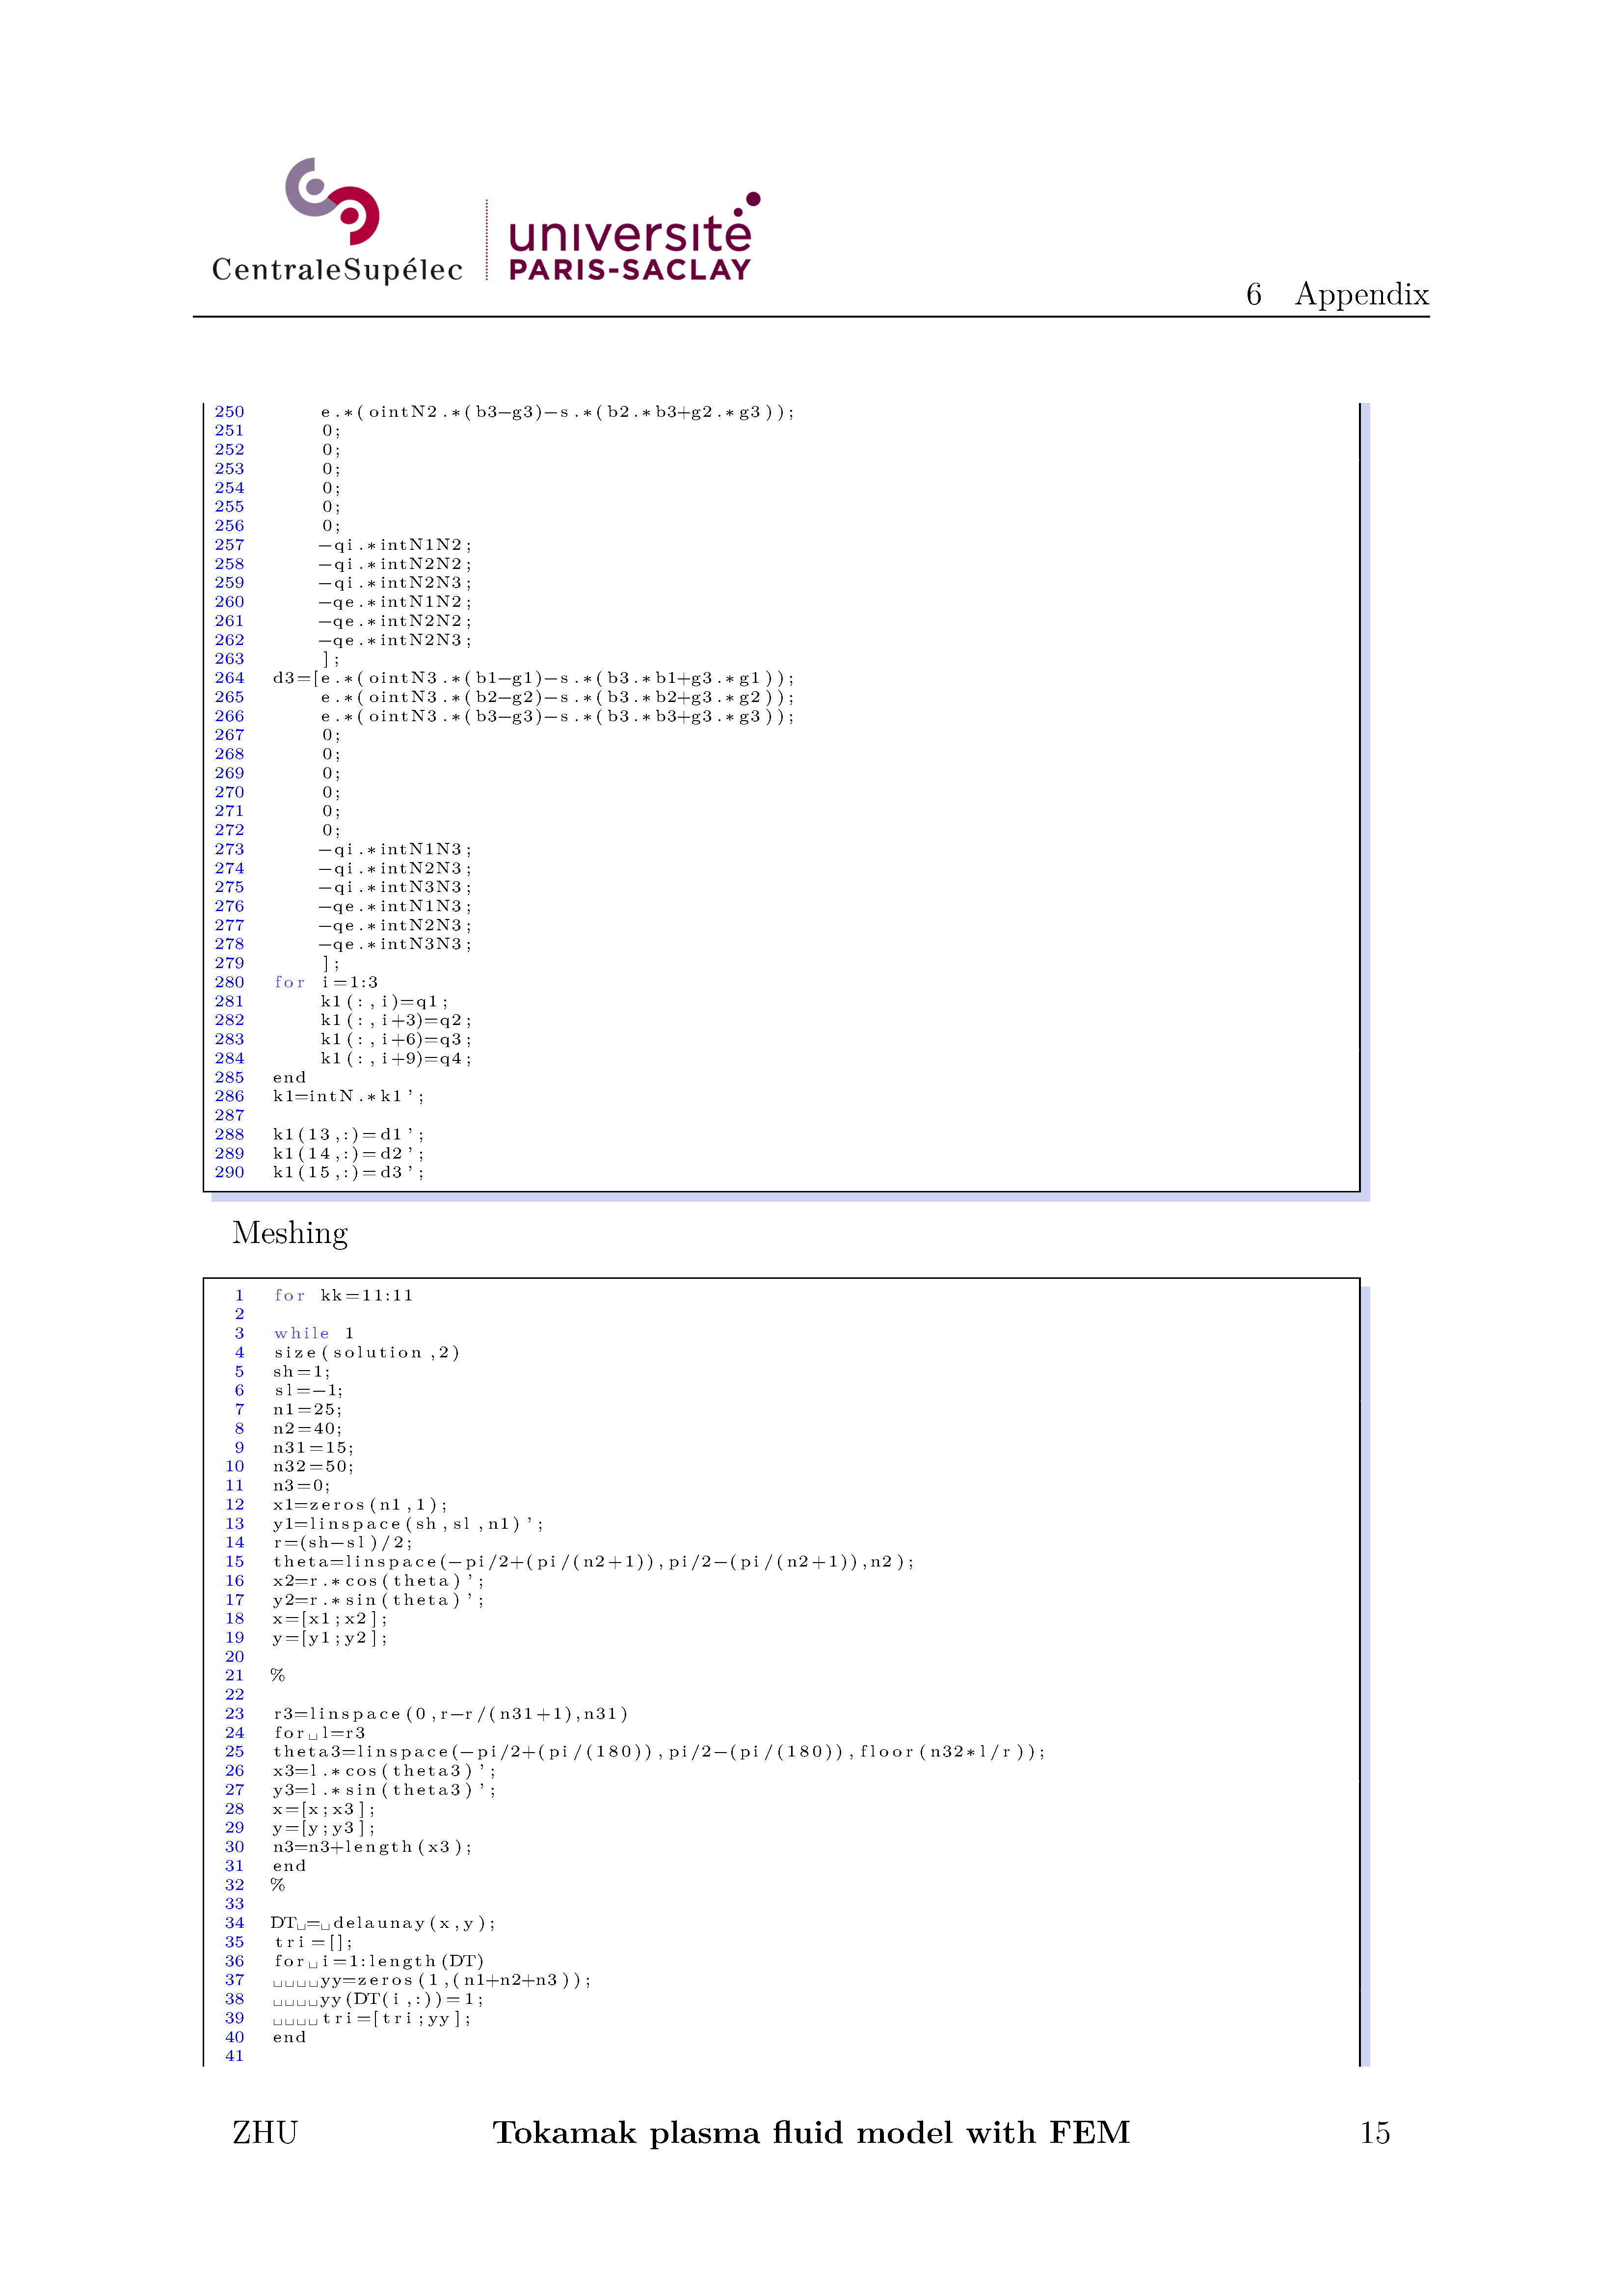 CentraleSupélec
université
PARIS-SACLAY
6 Appendix
250 e.*(ointN2.*(b3−g3)−s.*(b2.*b3+g2.*g3));
251 0;
252 0;
253 0;
254 0;
255 0;
256 0;
257 −qi.*intN1N2;
258 −qi.*intN2N2;
259 −qi.*intN2N3;
260 −qe.*intN1N2;
261 −qe.*intN2N2;
262 −qe.*intN2N3;
263 ];
264 d3=[e.*(ointN3.*(b1−g1)−s.*(b3.*b1+g3.*g1));
265 e.*(ointN3.*(b2−g2)−s.*(b3.*b2+g3.*g2));
266 e.*(ointN3.*(b3−g3)−s.*(b3.*b3+g3.*g3));
267 0;
268 0;
269 0;
270 0;
271 0;
272 0;
273 −qi.*intN1N3;
274 −qi.*intN2N3;
275 −qi.*intN3N3;
276 −qe.*intN1N3;
277 −qe.*intN2N3;
278 −qe.*intN3N3;
279 ];
280 for i=1:3
281 k1(:,i)=q1;
282 k1(:,i+3)=q2;
283 k1(:,i+6)=q3;
284 k1(:,i+9)=q4;
285 end
286 k1=intN.*k1';
287
288 k1(13,:)=d1';
289 k1(14,:)=d2';
290 k1(15,:)=d3';
Meshing
1 for kk=11:11
2
3 while 1
4 size(solution,2)
5 sh=1;
6 sl=−1;
7 n1=25;
8 n2=40;
9 n31=15;
10 n32=50;
11 n3=0;
12 x1=zeros(n1,1);
13 y1=linspace(sh,sl,n1)';
14 r=(sh−sl)/2;
15 theta=linspace(−pi/2+(pi/(n2+1)),pi/2−(pi/(n2+1)),n2);
16 x2=r.*cos(theta)';
17 y2=r.*sin(theta)';
18 x=[x1;x2];
19 y=[y1;y2];
20
21 %
22
23 r3=linspace(0,r−r/(n31+1),n31)
24 for␣l=r3
25 theta3=linspace(−pi/2+(pi/(180)),pi/2−(pi/(180)),floor(n32*l/r));
26 x3=l.*cos(theta3)';
27 y3=l.*sin(theta3)';
28 x=[x;x3];
29 y=[y;y3];
30 n3=n3+length(x3);
31 end
32 %
33
34 DT␣=␣delaunay(x,y);
35 tri=[];
36 for␣i=1:length(DT)
37 ␣␣␣␣yy=zeros(1,(n1+n2+n3));
38 ␣␣␣␣yy(DT(i,:))=1;
39 ␣␣␣␣tri=[tri;yy];
40 end
41
ZHU Tokamak plasma fluid model with FEM 15